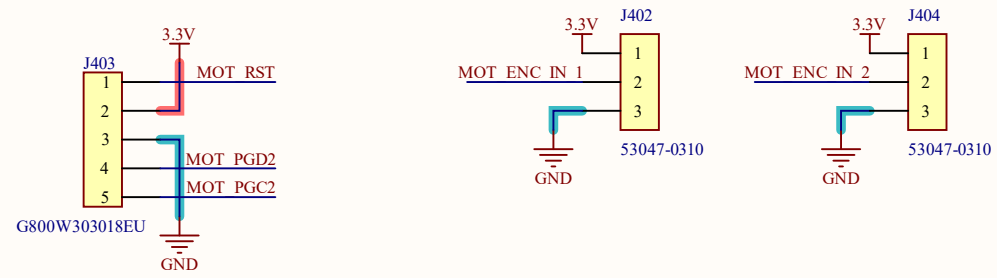 J403
3.3V
1
MOT_RST
2
3
4
MOT_PGD2
5
MOT_PGC2
G800W303018EU
GND
J402
3.3V
1
MOT_ENC_IN_1
2
3
53047-0310
GND
J404
3.3V
1
MOT_ENC_IN_2
2
3
53047-0310
GND